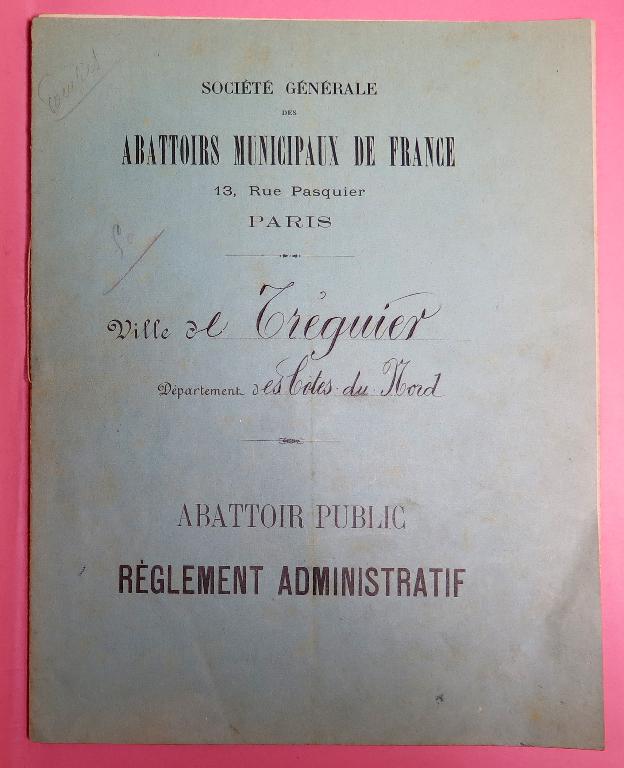 SOCIÉTÉ GÉNÉRALE
DES
ABATTOIRS MUNICIPAUX DE FRANCE
13, Rue Pasquier
PARIS
Ville de Tréguier
Département des Côtes du Nord
ABATTOIR PUBLIC
RÈGLEMENT ADMINISTRATIF